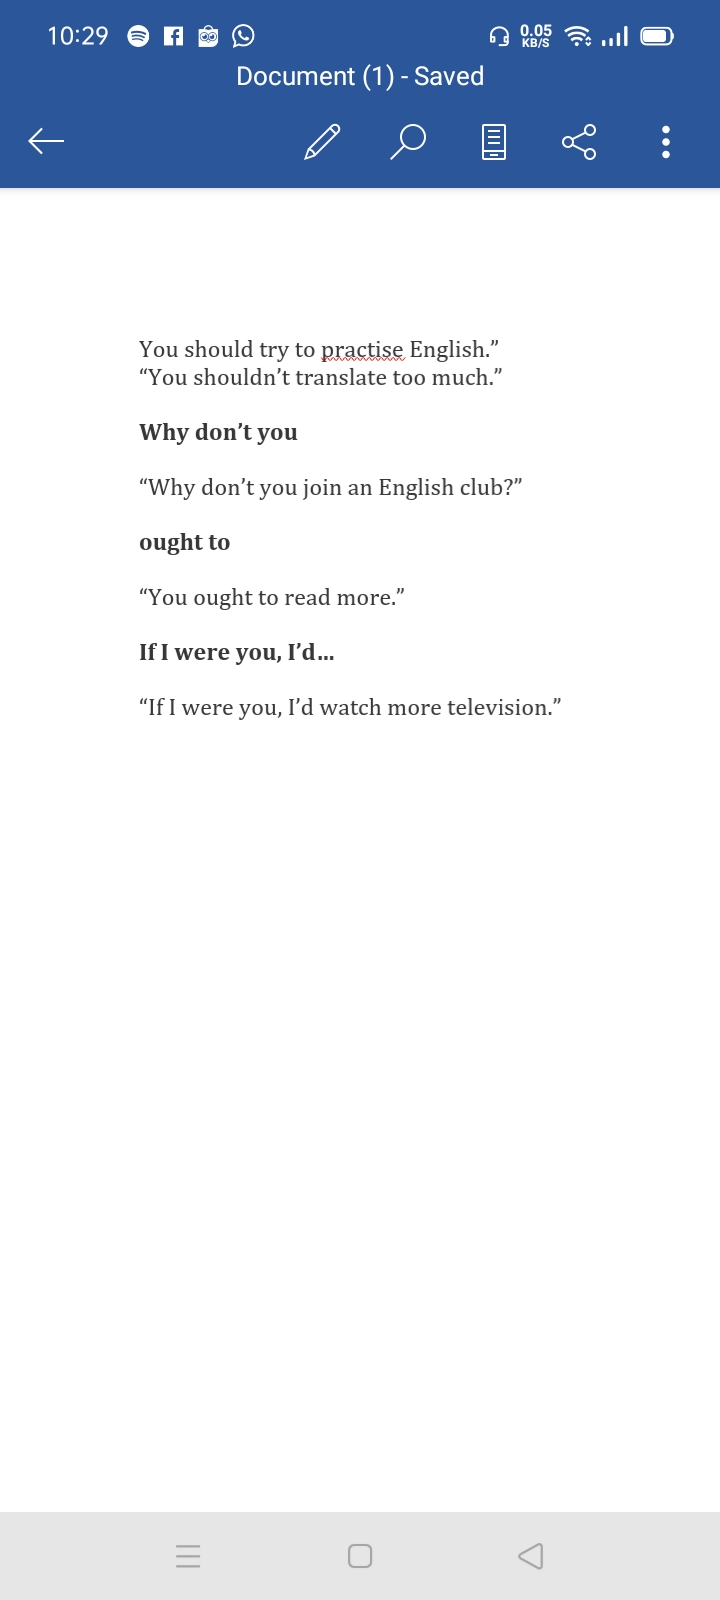 10:29
0.05
KB/S
Document (1) - Saved
You should try to practise English.”
“You shouldn’t translate too much.”
Why don’t you
“Why don’t you join an English club?”
ought to
“You ought to read more.”
If I were you, I’d…
“If I were you, I’d watch more television.”